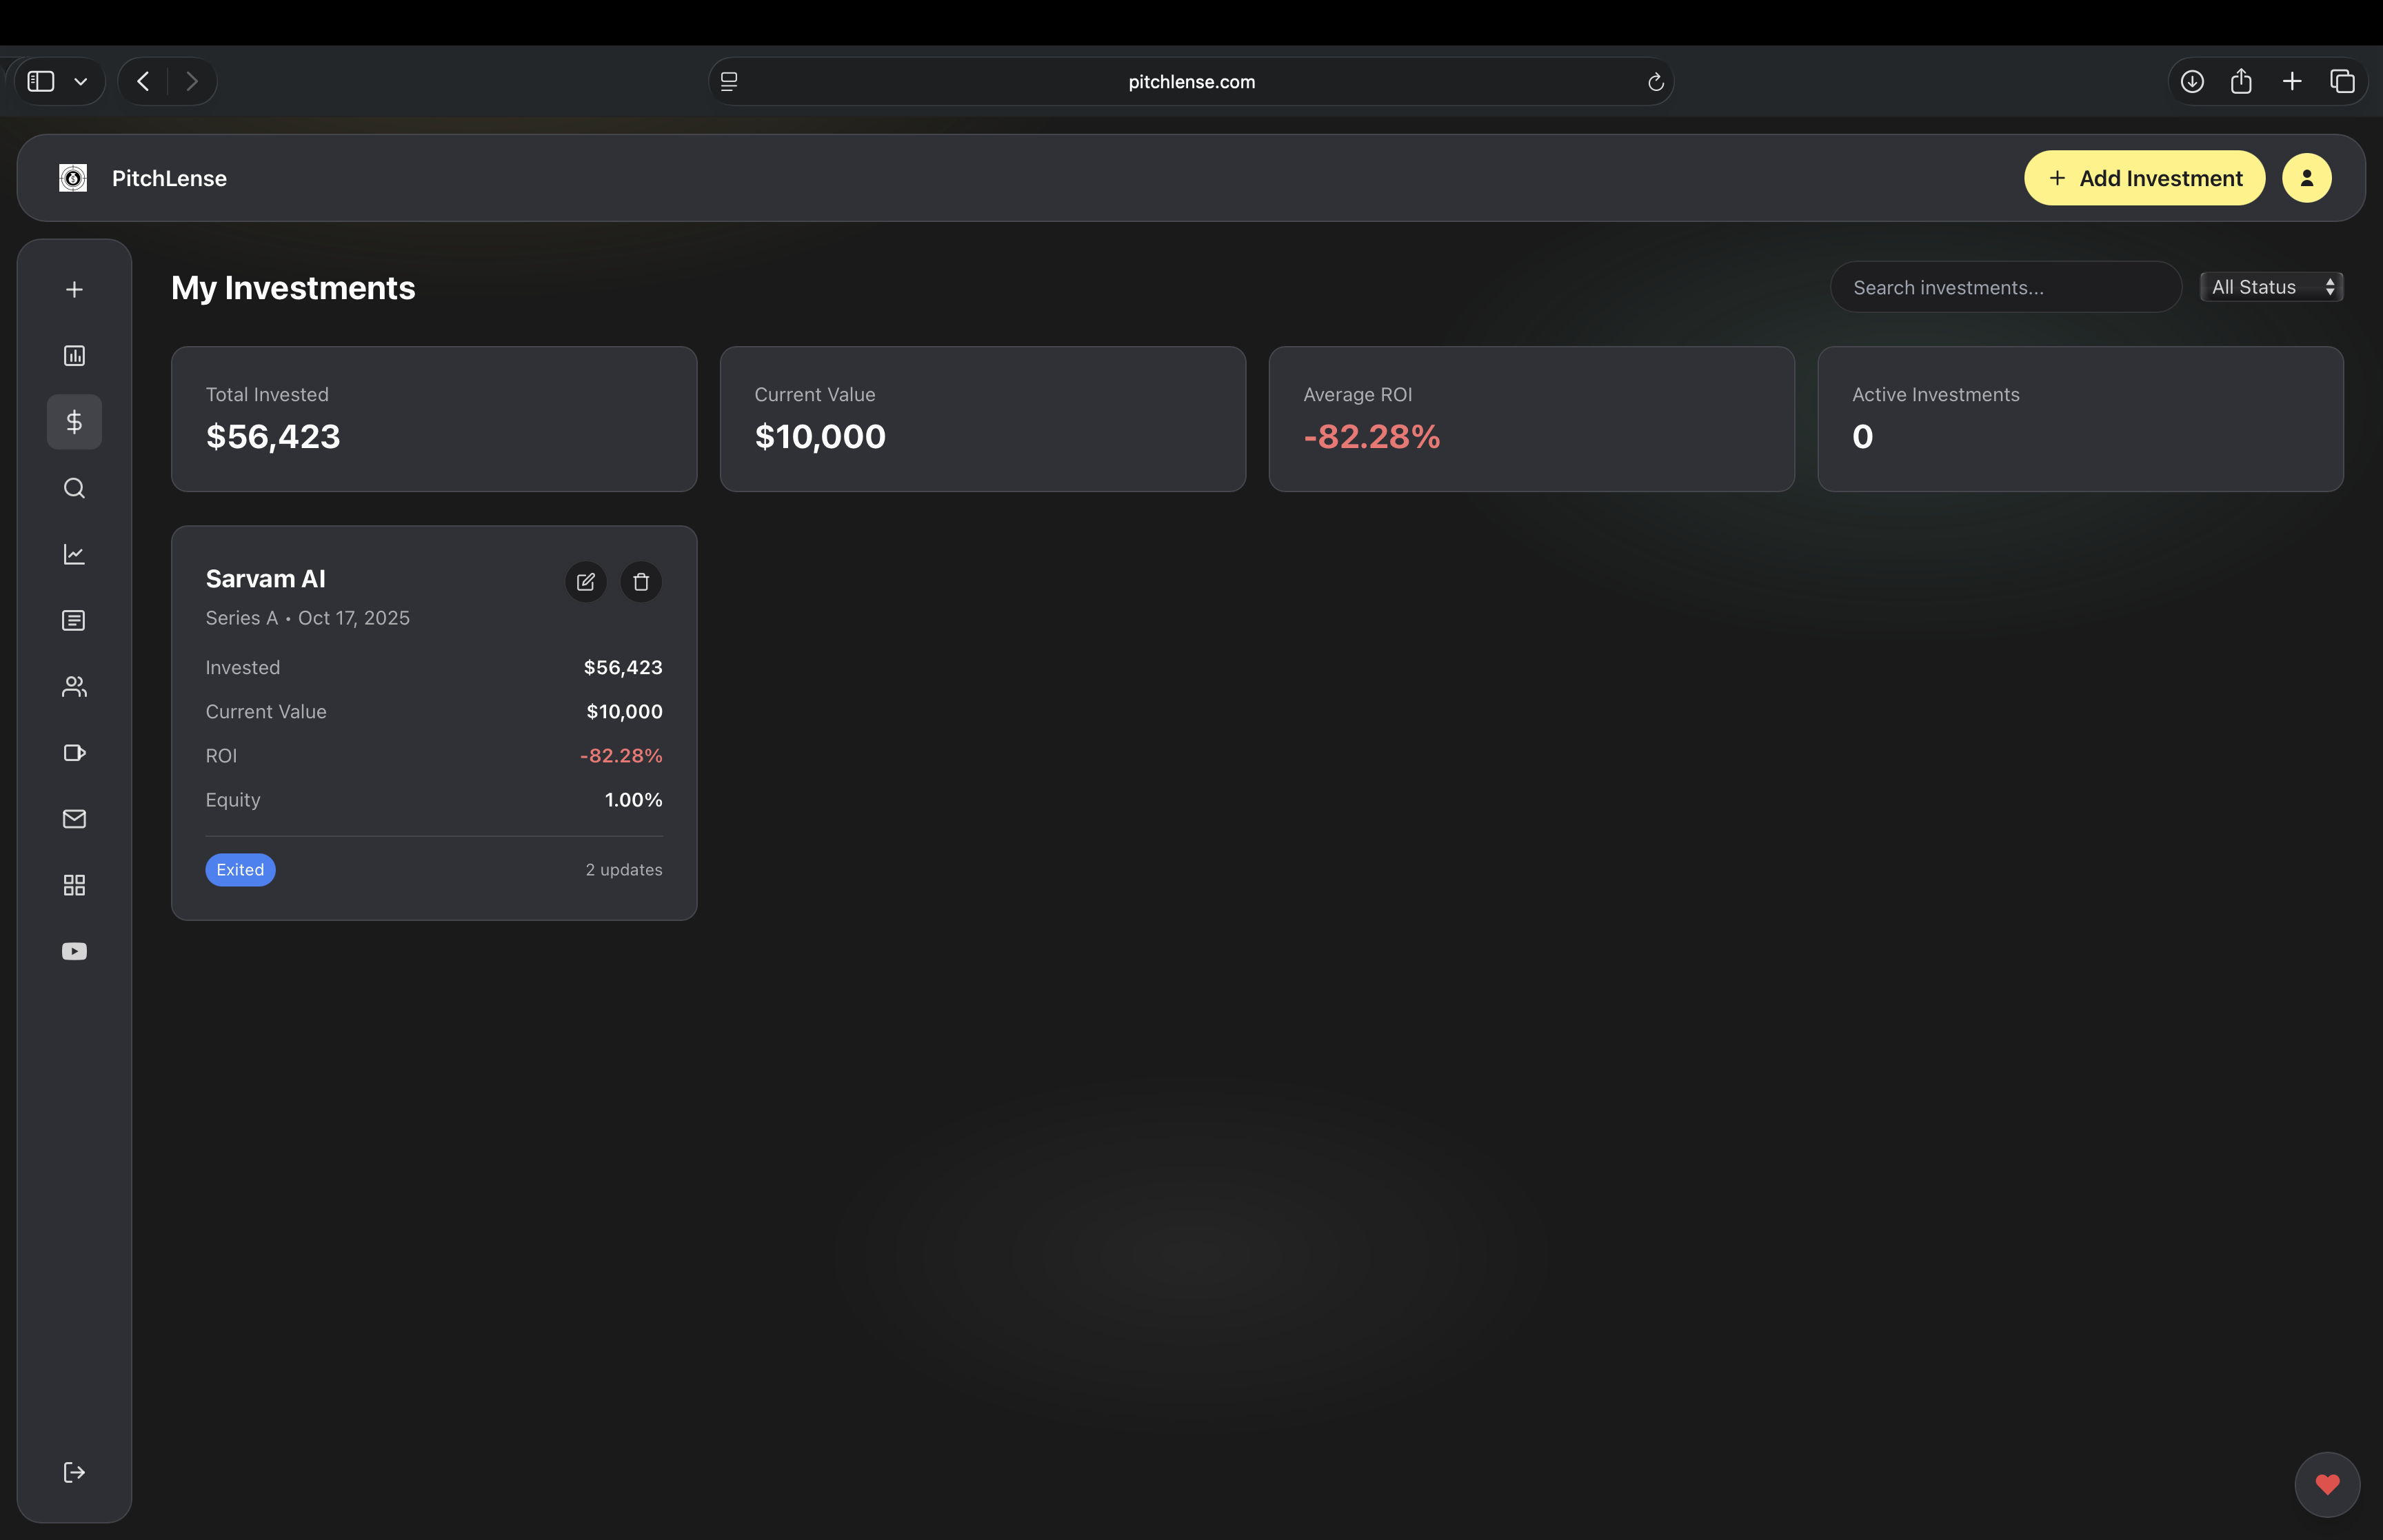 pitchlense.com
PitchLense
Add Investment
My Investments
Search investments...
All Status
Total Invested
$56,423
Current Value
$10,000
Average ROI
-82.28%
Active Investments
0
Sarvam AI
Series A • Oct 17, 2025
Invested $56,423
Current Value $10,000
ROI -82.28%
Equity 1.00%
Exited 2 updates